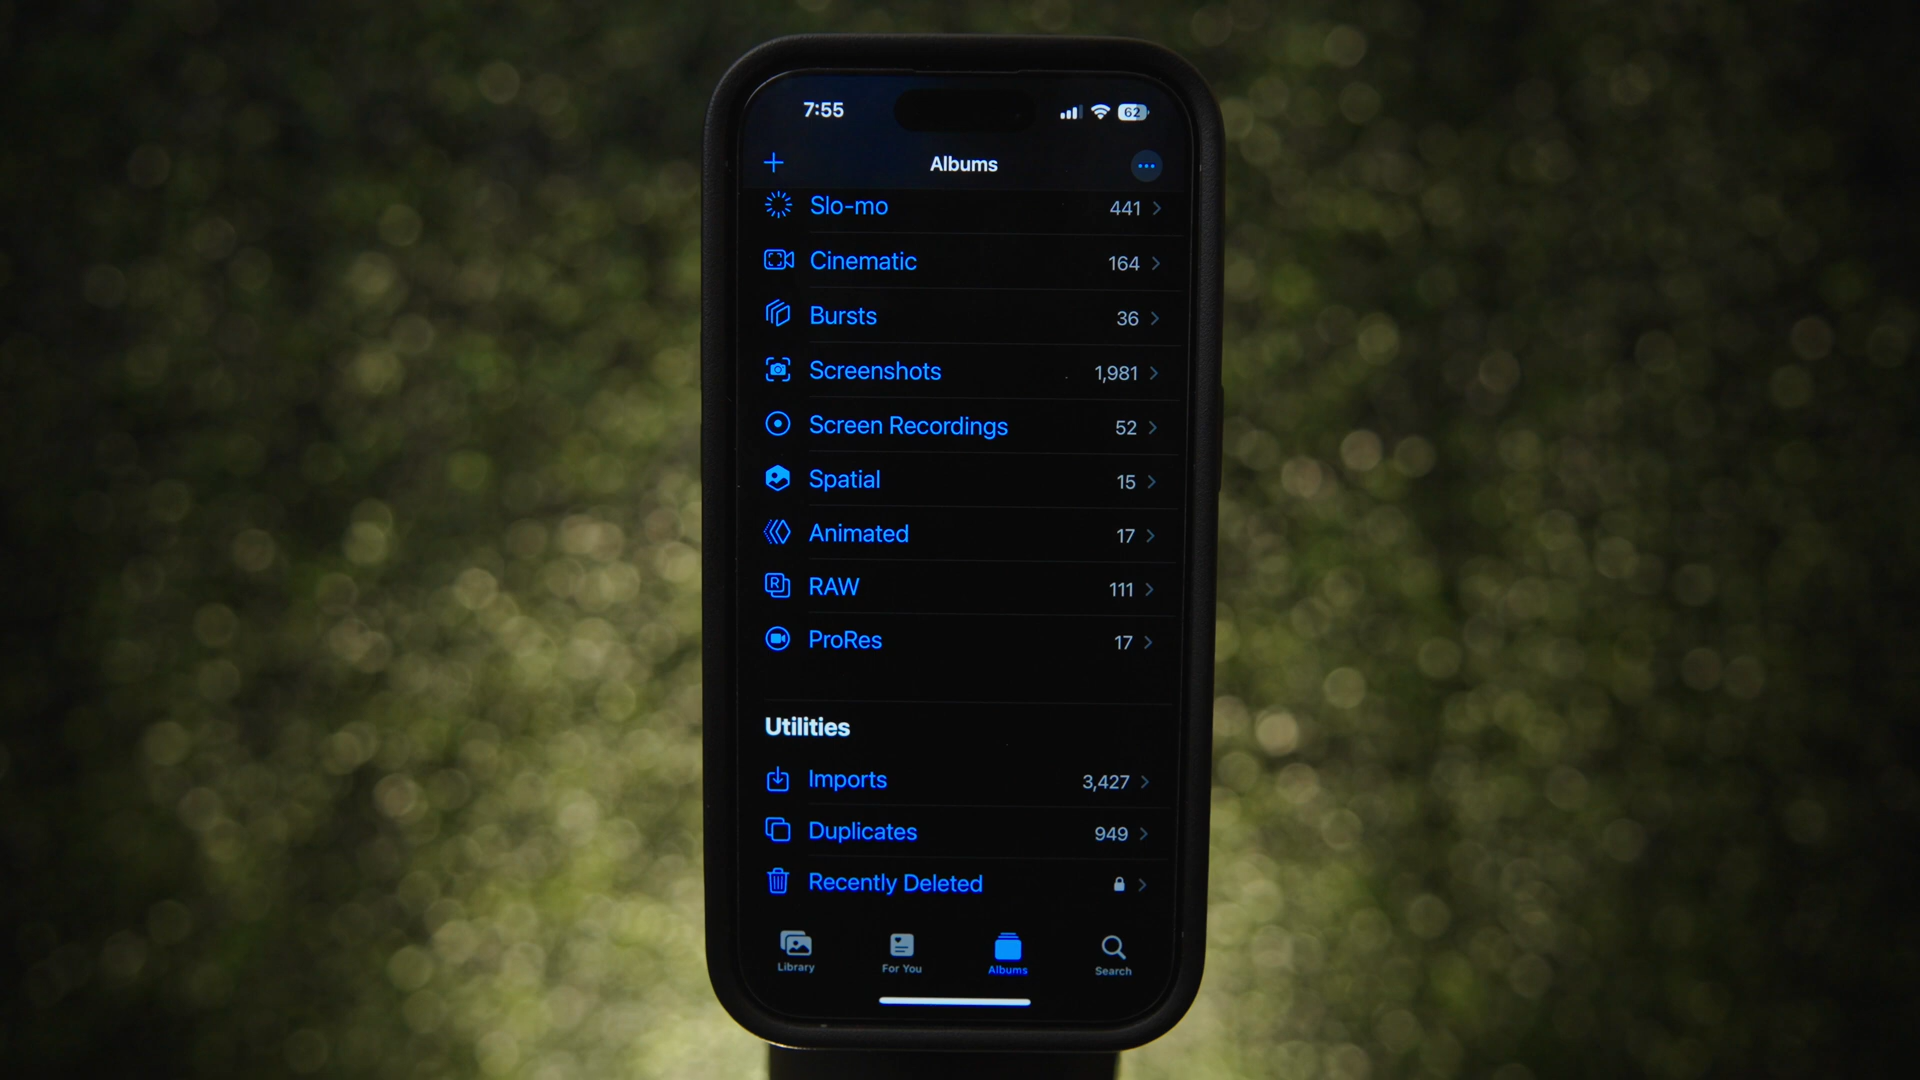 7:55 62
Albums
Slo-mo 441
Cinematic 164
Bursts 36
Screenshots 1,981
Screen Recordings 52
Spatial 15
Animated 17
RAW 111
ProRes 17
Utilities
Imports 3,427
Duplicates 949
Recently Deleted
Library For You Albums Search